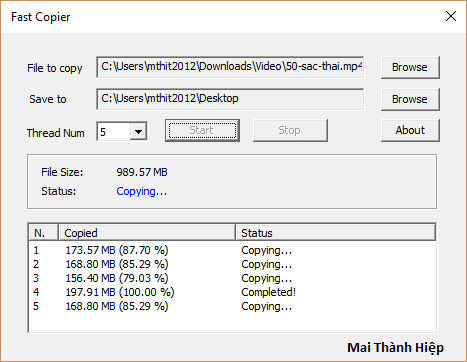 Fast Copier
File to copy C:\Users\mthit2012\Downloads\Video\50-sac-thai.mp4 Browse
Save to C:\Users\mthit2012\Desktop Browse
Thread Num 5 Start Stop About
File Size: 989.57 MB
Status: Copying...
N. Copied Status
1 173.57 MB (87.70 %) Copying...
2 168.80 MB (85.29 %) Copying...
3 156.40 MB (79.03 %) Copying...
4 197.91 MB (100.00 %) Completed!
5 168.80 MB (85.29 %) Copying...
Mai Thành Hiệp